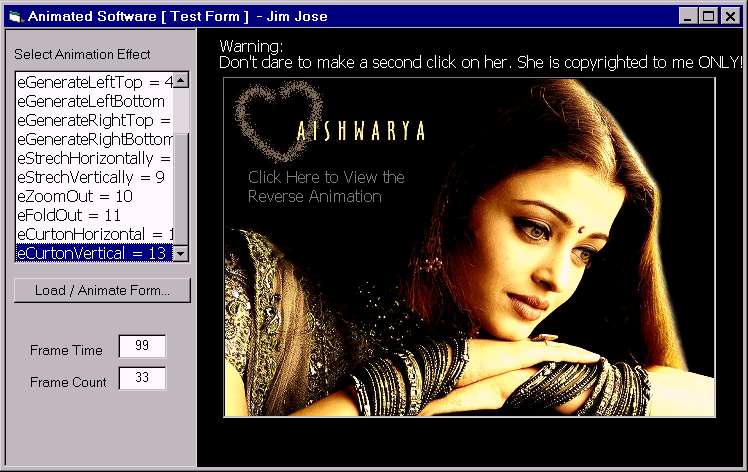 Animated Software [ Test Form ] - Jim Jose
Select Animation Effect
eGenerateLeftTop = 4
eGenerateLeftBottom
eGenerateRightTop =
eGenerateRightBottom
eStrechHorizontally =
eStrechVertically = 9
eZoomOut = 10
eFoldOut = 11
eCurtonHorizontal = 1
eCurtonVertical = 13
Load / Animate Form...
Frame Time 99
Frame Count 33
Warning:
Don't dare to make a second click on her. She is copyrighted to me ONLY!
AISHWARYA
Click Here to View the
Reverse Animation